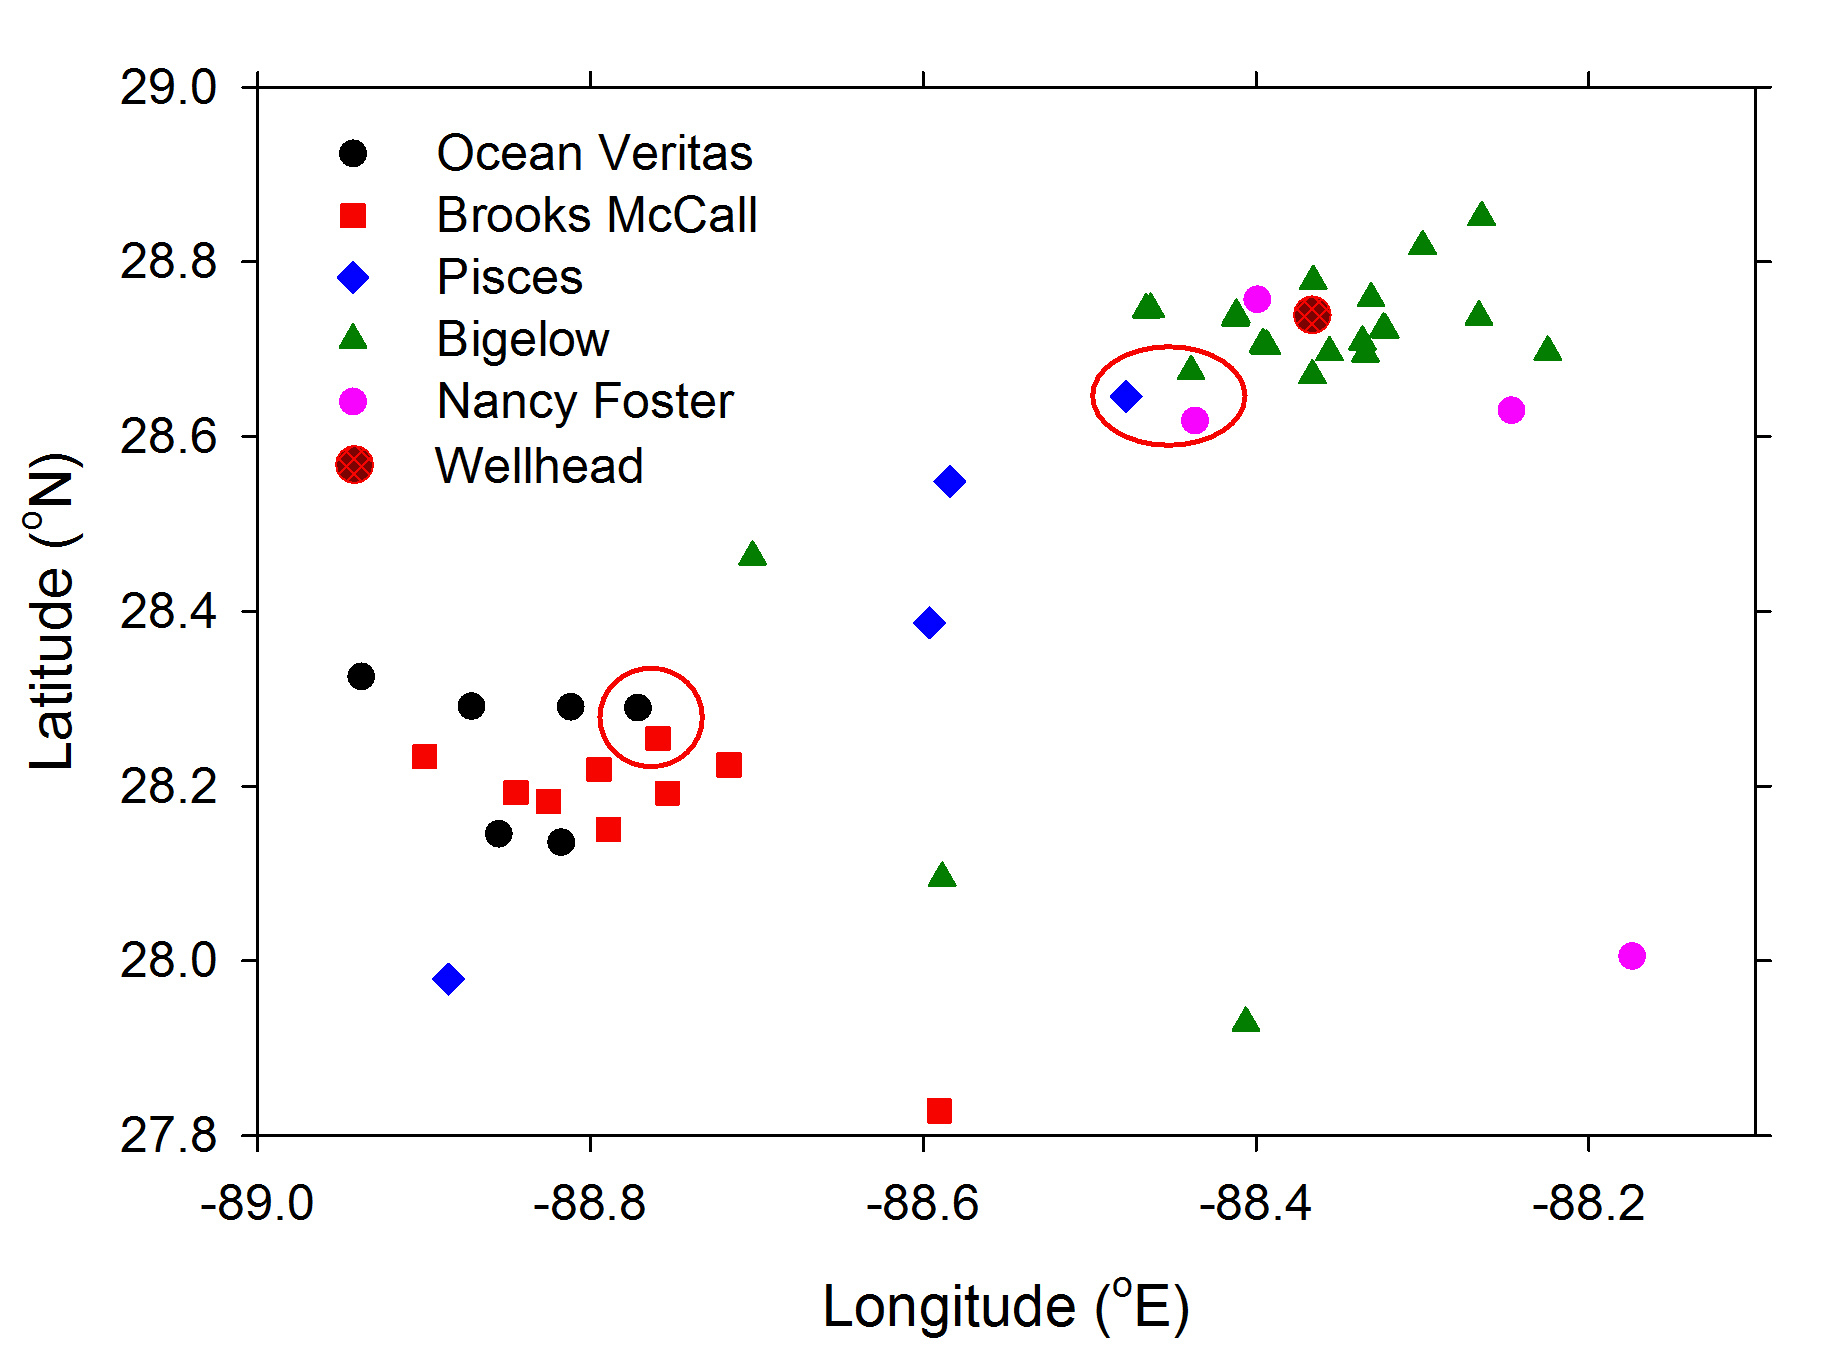 29.0
28.8
28.6
28.4
28.2
28.0
27.8
Latitude (°N)
Ocean Veritas
Brooks McCall
Pisces
Bigelow
Nancy Foster
Wellhead
-89.0
-88.8
-88.6
-88.4
-88.2
Longitude (°E)